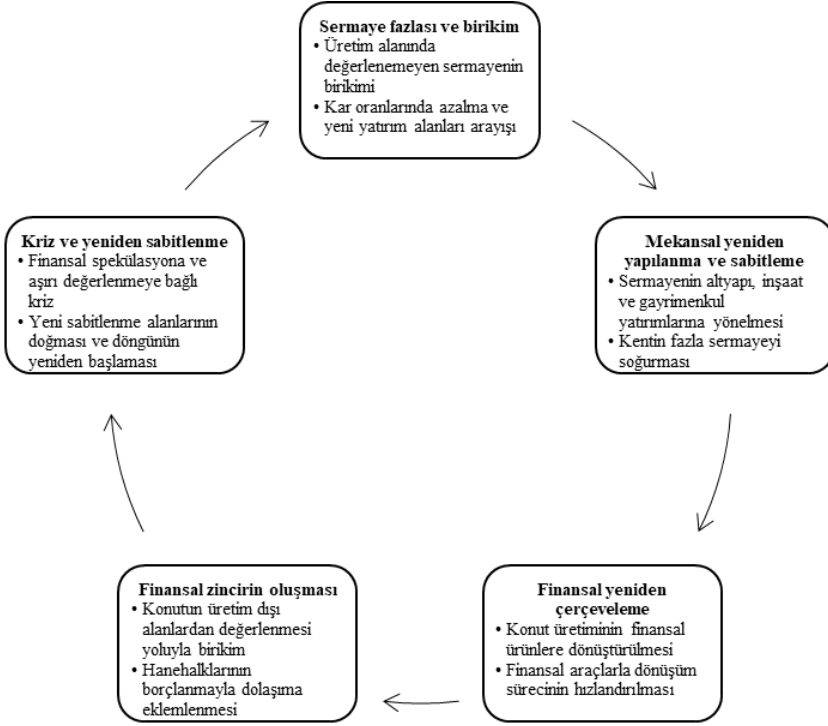 Sermaye fazlası ve birikim
• Üretim alanında
değerlenemeyen sermayenin
birikimi
• Kar oranlarında azalma ve
yeni yatırım alanları arayışı
Mekansal yeniden
yapılanma ve sabitleme
• Sermayenin altyapı, inşaat
ve gayrimenkul
yatırımlarına yönelmesi
• Kentin fazla sermayeyi
soğurması
Finansal yeniden
çerçeveleme
• Konut üretiminin finansal
ürünlere dönüştürülmesi
• Finansal araçlarla dönüşüm
sürecinin hızlandırılması
Finansal zincirin oluşması
• Konutun üretim dışı
alanlardan değerlenmesi
yoluyla birikim
• Hanehalklarının
borçlanmayla dolaşıma
eklemlenmesi
Kriz ve yeniden sabitlenme
• Finansal spekülasyona ve
aşırı değerlenmeye bağlı
kriz
• Yeni sabitlenme alanlarının
doğması ve döngünün
yeniden başlaması